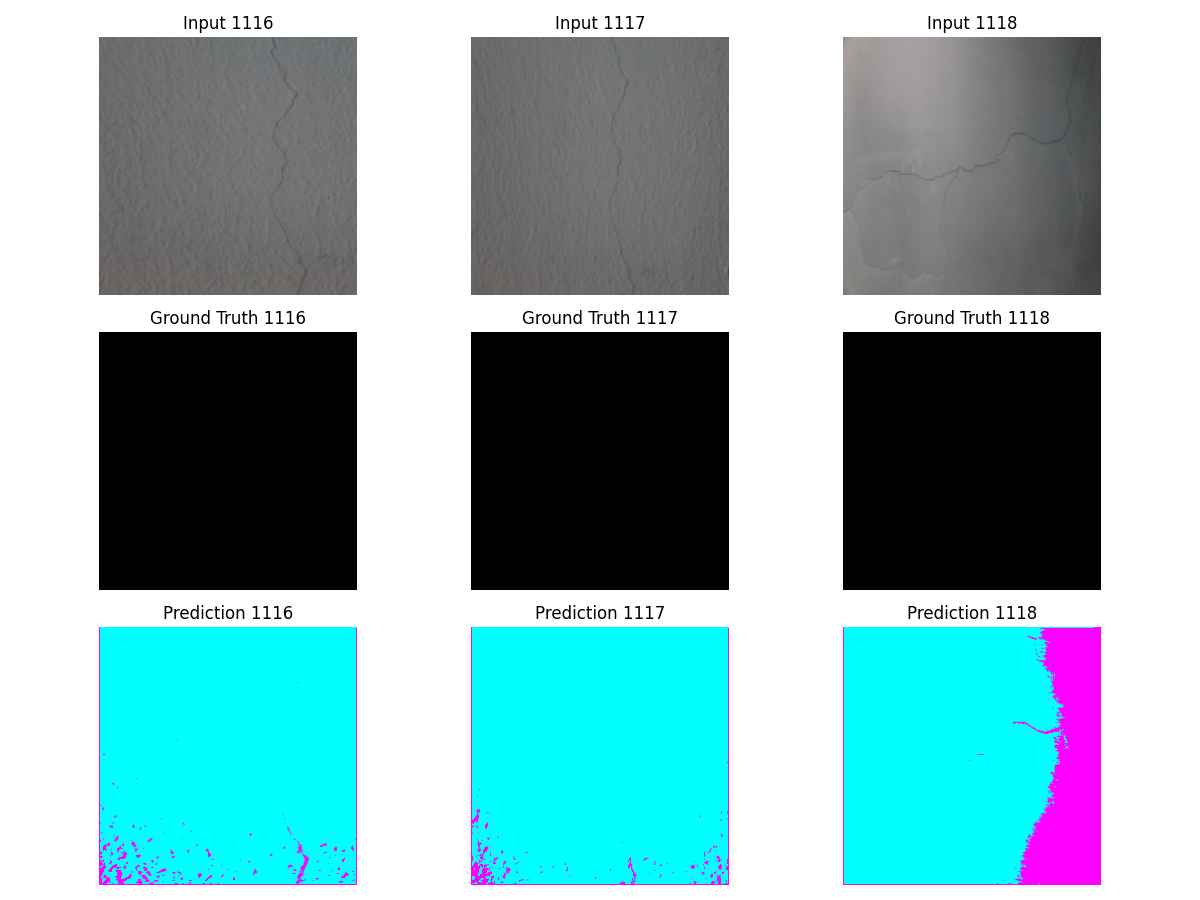 Input 1116
Input 1117
Input 1118
Ground Truth 1116
Ground Truth 1117
Ground Truth 1118
Prediction 1116
Prediction 1117
Prediction 1118